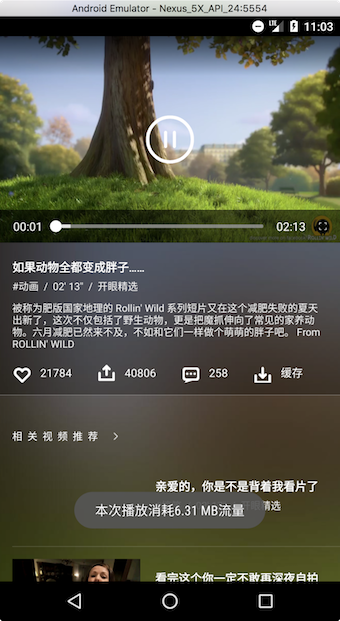 Android Emulator - Nexus_5X_API_24:5554
LTE 11:03
00:01 02:13
如果动物全都变成胖子……
#动画 / 02' 13" / 开眼精选
被称为肥版国家地理的 Rollin' Wild 系列短片又在这个减肥失败的夏天
出新了，这次不仅包括了野生动物，更是把魔抓伸向了常见的家养动
物。六月减肥已然来不及，不如和它们一样做个萌萌的胖子吧。 From
ROLLIN' WILD
21784 40806 258 缓存
相关视频推荐
亲爱的，你是不是背着我看片了
精选
本次播放消耗6.31 MB流量
看完这个你一定不敢再深夜自拍